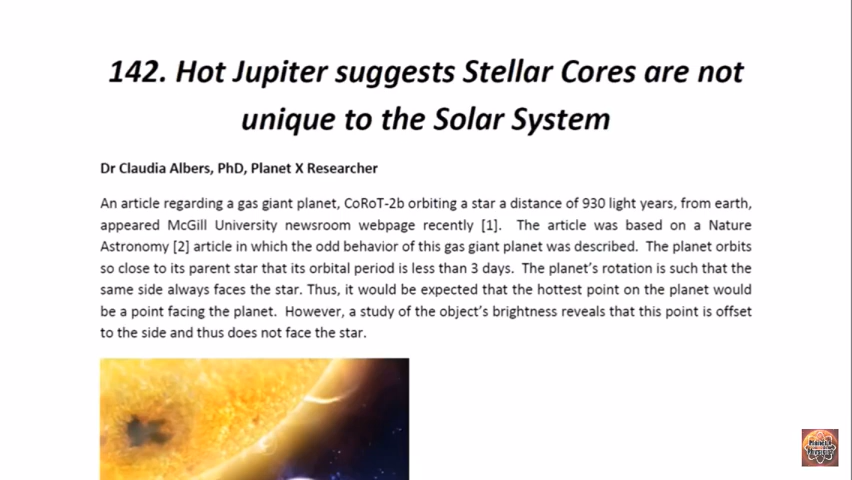 142. Hot Jupiter suggests Stellar Cores are not
unique to the Solar System
Dr Claudia Albers, PhD, Planet X Researcher
An article regarding a gas giant planet, CoRoT-2b orbiting a star a distance of 930 light years, from earth,
appeared McGill University newsroom webpage recently [1]. The article was based on a Nature
Astronomy [2] article in which the odd behavior of this gas giant planet was described. The planet orbits
so close to its parent star that its orbital period is less than 3 days. The planet's rotation is such that the
same side always faces the star. Thus, it would be expected that the hottest point on the planet would
be a point facing the planet. However, a study of the object's brightness reveals that this point is offset
to the side and thus does not face the star.